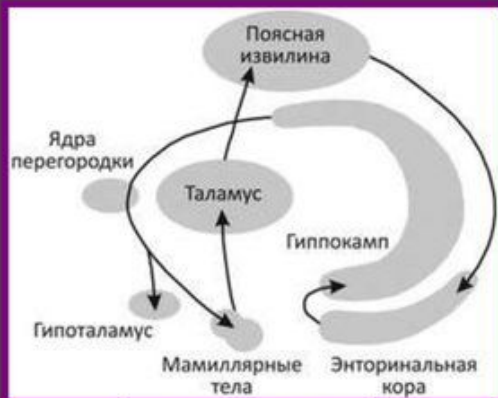 Поясная
извилина
Ядра
перегородки
Таламус
Гиппокамп
Гипоталамус
Мамиллярные
тела
Энторинальная
кора